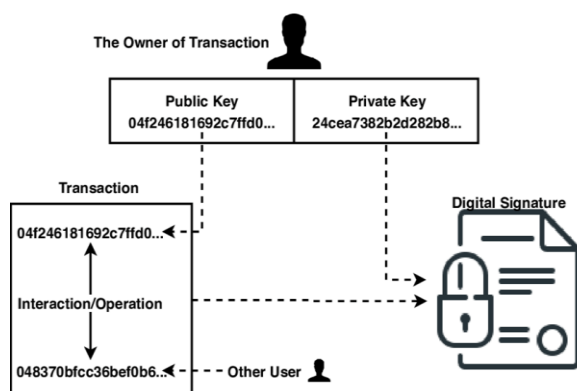 The Owner of Transaction
Public Key
04f246181692c7ffd0...
Private Key
24cea7382b2d282b8...
Transaction
04f246181692c7ffd0...
Interaction/Operation
048370bfcc36bef0b6...
Other User
Digital Signature